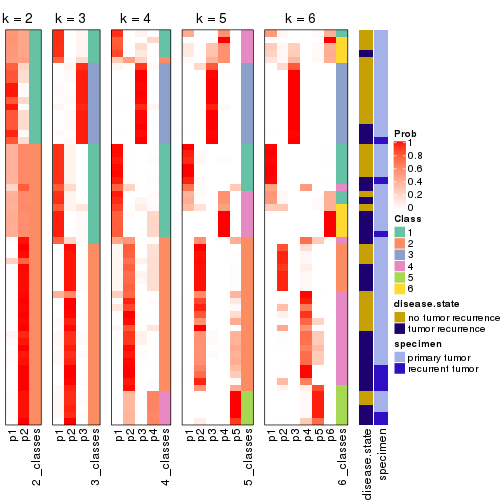 k = 2 k = 3 k = 4 k = 5 k = 6
Prob
1
0.8
0.6
0.4
0.2
0
Class
1
2
3
4
5
6
disease.state
no tumor recurrence
tumor recurrence
specimen
primary tumor
recurrent tumor
p1 p2 2_classes p1 p2 p3 3_classes p1 p2 p3 p4 4_classes p1 p2 p3 p4 p5 5_classes p1 p2 p3 p4 p5 p6 6_classes disease.state specimen